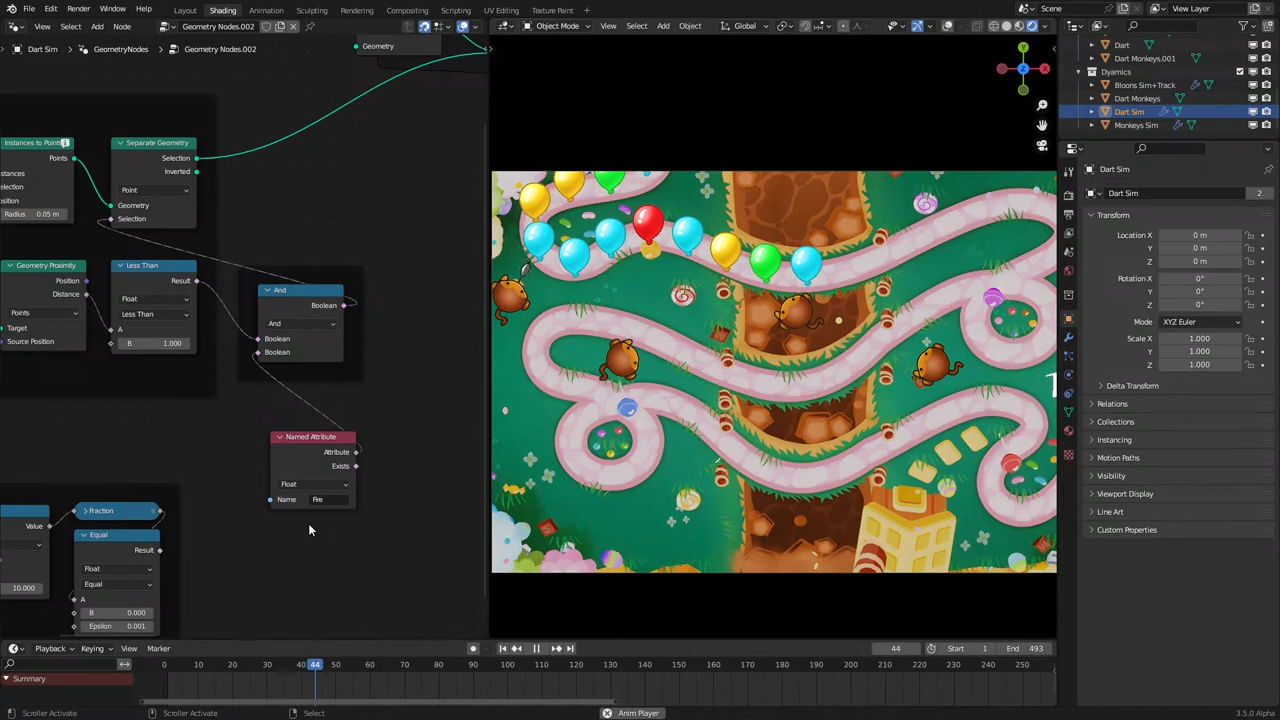 File Edit Render Window Help
Layout Shading Animation Sculpting Rendering Compositing Scripting UV Editing Texture Paint
Scene View Layer
View Select Add Node Geometry Nodes.002
Object Mode View Select Add Object Global
Dart Sim GeometryNodes Geometry Nodes.002
Geometry
Instances to Points
Points
Radius 0.05 m
Separate Geometry
Selection
Inverted
Point
Geometry
Selection
Geometry Proximity
Position
Distance
Points
Target
Source Position
Less Than
Result
Float
Less Than
A
B 1.000
And
Boolean
And
Boolean
Boolean
Named Attribute
Attribute
Exists
Float
Name Fire
Value
10.000
Fraction
Equal
Result
Float
Equal
A
B 0.000
Epsilon 0.001
Dart
Dart Monkeys.001
Dyamics
Bloons Sim+Track
Dart Monkeys
Dart Sim
Monkeys Sim
Dart Sim
Dart Sim 2
Transform
Location X 0 m
Y 0 m
Z 0 m
Rotation X 0°
Y 0°
Z 0°
Mode XYZ Euler
Scale X 1.000
Y 1.000
Z 1.000
Delta Transform
Relations
Collections
Instancing
Motion Paths
Visibility
Viewport Display
Line Art
Custom Properties
Playback Keying View Marker
44 Start 1 End 493
0 10 20 30 40 44 50 60 70 80 90 100 110 120 130 140 150 160 170 180 190 200 210 220 230 240 250
Summary
Scroller Activate Scroller Activate Select Anim Player 3.5.0 Alpha